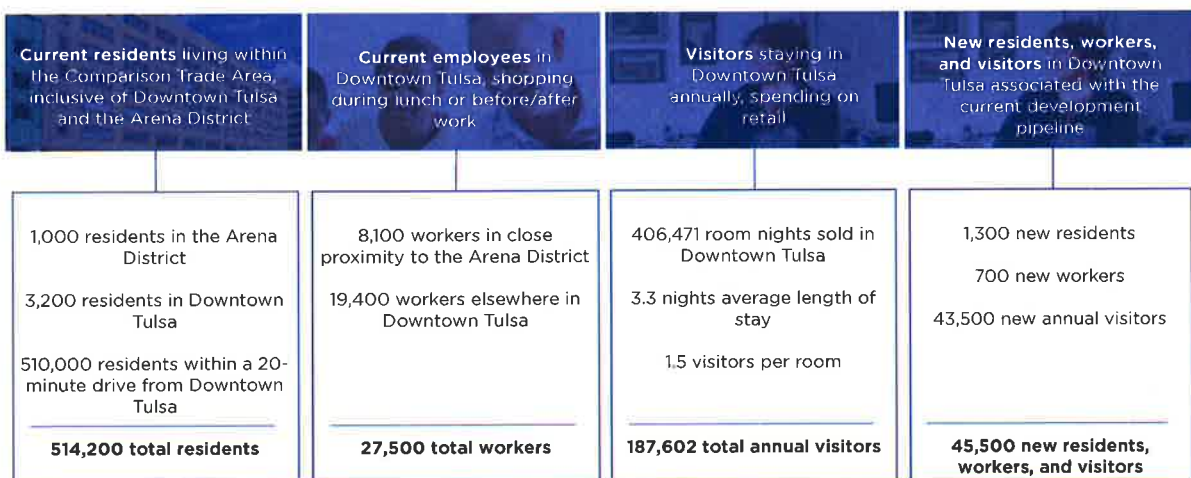 Current residents living within
the Comparison Trade Area,
inclusive of Downtown Tulsa
and the Arena District
1,000 residents in the Arena
District
3,200 residents in Downtown
Tulsa
510,000 residents within a 20-
minute drive from Downtown
Tulsa
514,200 total residents
Current employees in
Downtown Tulsa, shopping
during lunch or before/after
work
8,100 workers in close
proximity to the Arena District
19,400 workers elsewhere in
Downtown Tulsa
27,500 total workers
Visitors staying in
Downtown Tulsa
annually, spending on
retail
406,471 room nights sold in
Downtown Tulsa
3.3 nights average length of
stay
1.5 visitors per room
187,602 total annual visitors
New residents, workers,
and visitors in Downtown
Tulsa associated with the
current development
pipeline
1,300 new residents
700 new workers
43,500 new annual visitors
45,500 new residents,
workers, and visitors